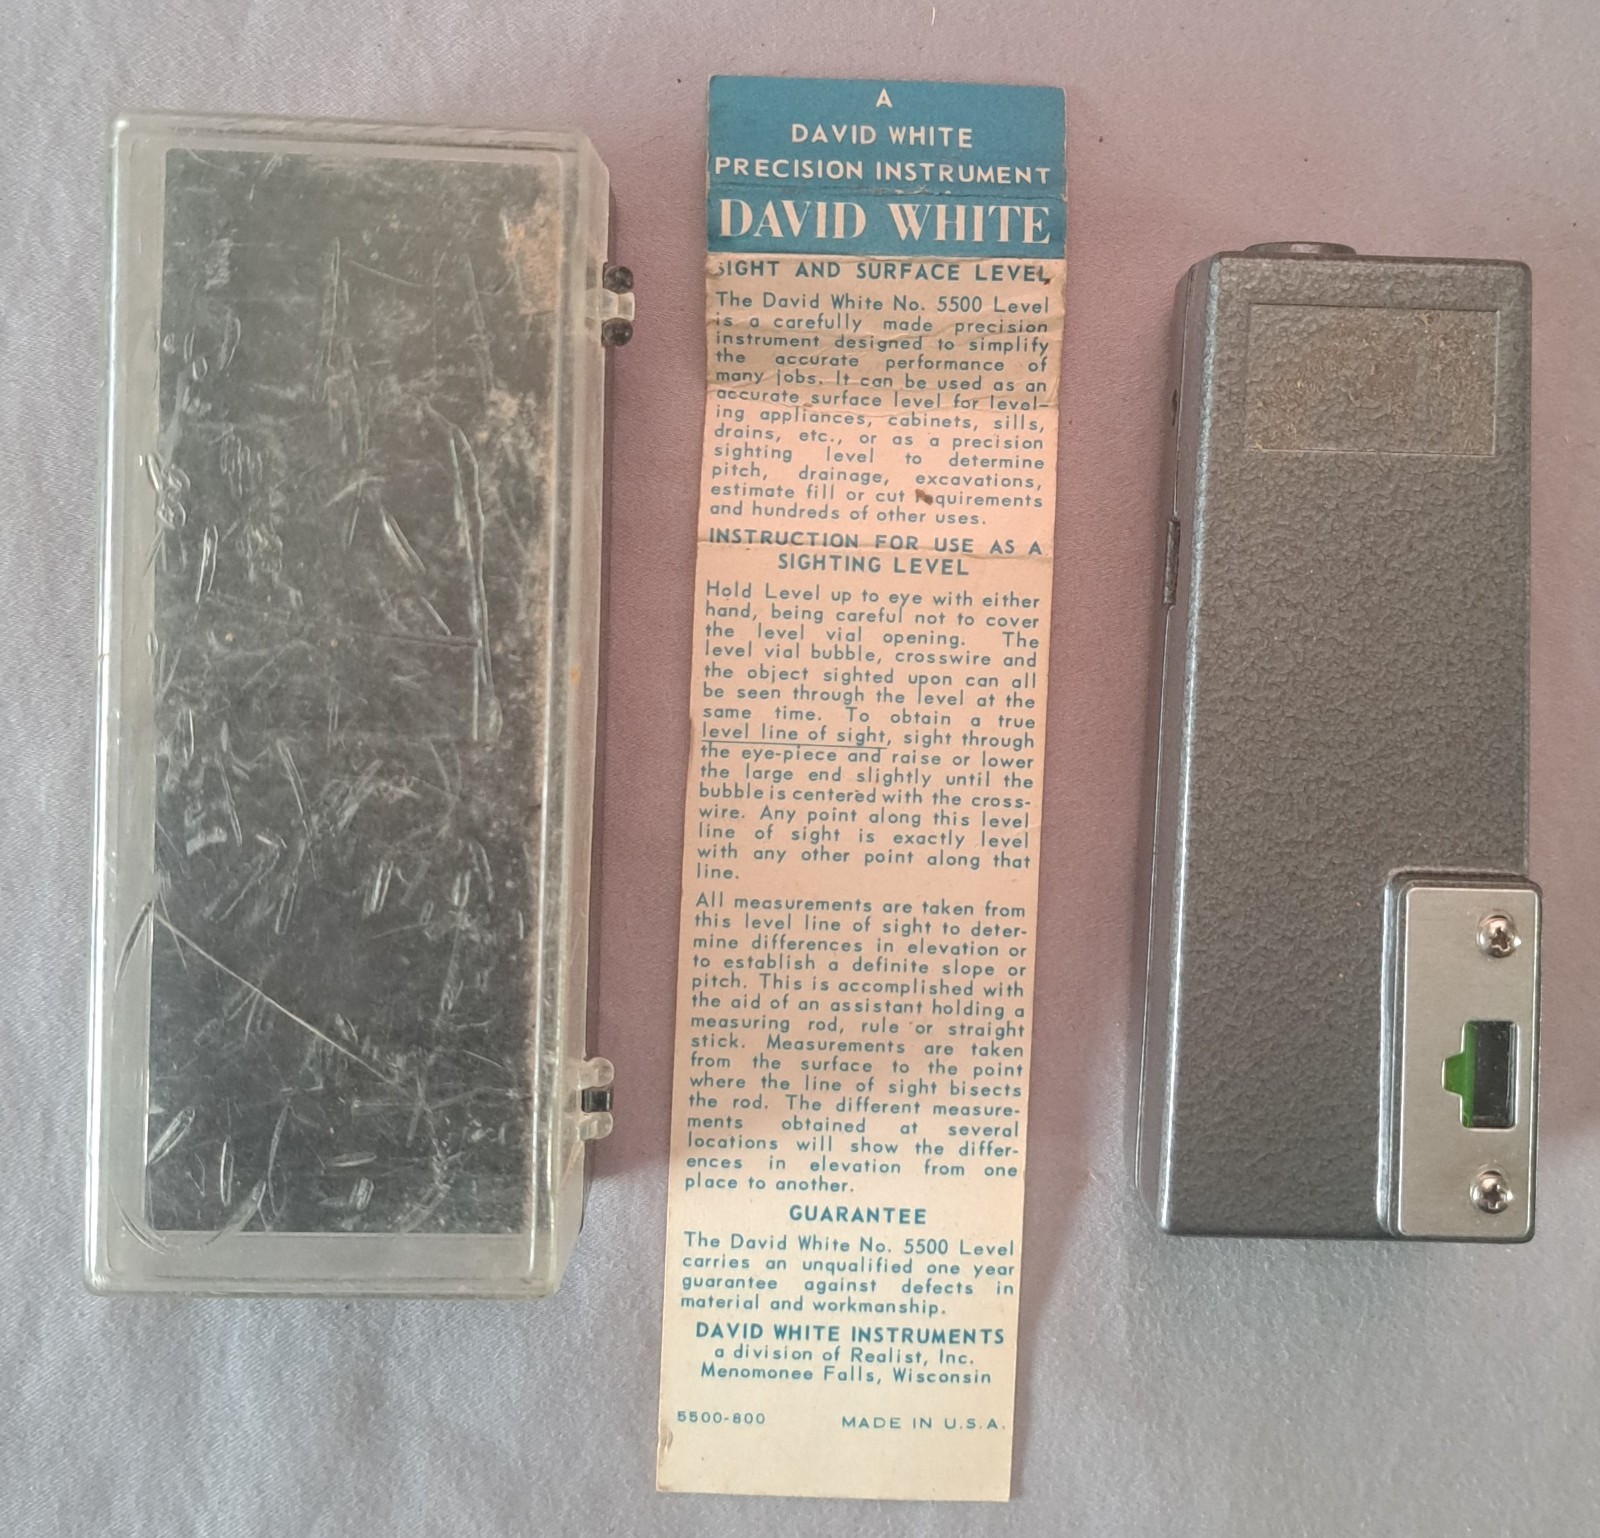 A
DAVID WHITE
PRECISION INSTRUMENT
DAVID WHITE
SIGHT AND SURFACE LEVEL
The David White No. 5500 Level
is a carefully made precision
instrument designed to simplify
the accurate performance of
many jobs. It can be used as an
accurate surface level for level-
ing appliances, cabinets, sills,
drains, etc., or as a precision
sighting level to determine
pitch, drainage, excavations,
estimate fill or cut requirements
and hundreds of other uses.
INSTRUCTION FOR USE AS A
SIGHTING LEVEL
Hold Level up to eye with either
hand, being careful not to cover
the level vial opening. The
level vial bubble, crosswire and
the object sighted upon can all
be seen through the level at the
same time. To obtain a true
level line of sight, sight through
the eye-piece and raise or lower
the large end slightly until the
bubble is centered with the cross-
wire. Any point along this level
line of sight is exactly level
with any other point along that
line.
All measurements are taken from
this level line of sight to deter-
mine differences in elevation or
to establish a definite slope or
pitch. This is accomplished with
the aid of an assistant holding a
measuring rod, rule or straight
stick. Measurements are taken
from the surface to the point
where the line of sight bisects
the rod. The different measure-
ments obtained at several
locations will show the differ-
ences in elevation from one
place to another.
GUARANTEE
The David White No. 5500 Level
carries an unqualified one year
guarantee against defects in
material and workmanship.
DAVID WHITE INSTRUMENTS
a division of Realist, Inc.
Menomonee Falls, Wisconsin
5500-800 MADE IN U.S.A.